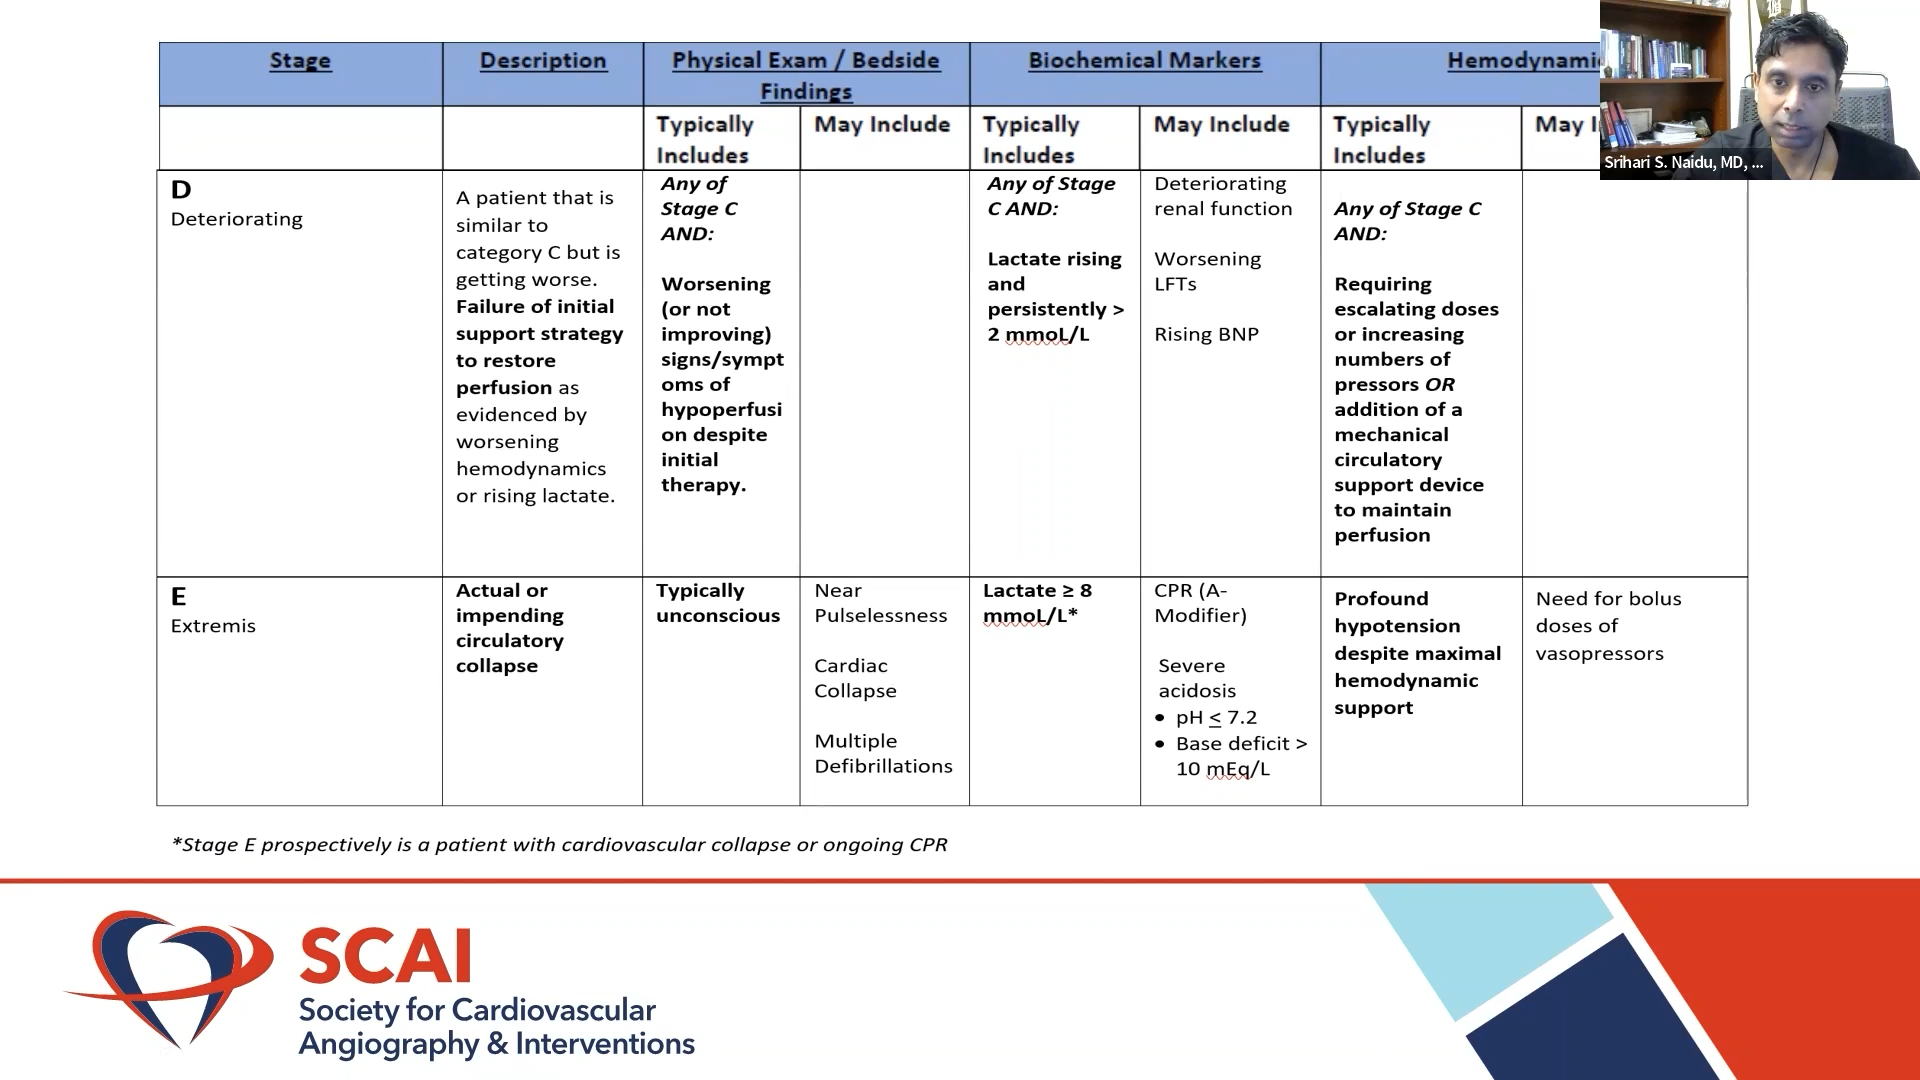 Stage
Description
Physical Exam / Bedside
Findings
Biochemical Markers
Hemodynami
Typically
Includes
May Include
Typically
Includes
May Include
Typically
Includes
May I
Srihari S. Naidu, MD, ...
D
Deteriorating
A patient that is
similar to
category C but is
getting worse.
Failure of initial
support strategy
to restore
perfusion as
evidenced by
worsening
hemodynamics
or rising lactate.
Any of
Stage C
AND:
Worsening
(or not
improving)
signs/sympt
oms of
hypoperfusi
on despite
initial
therapy.
Any of Stage
C AND:
Lactate rising
and
persistently >
2 mmoL/L
Deteriorating
renal function
Worsening
LFTs
Rising BNP
Any of Stage C
AND:
Requiring
escalating doses
or increasing
numbers of
pressors OR
addition of a
mechanical
circulatory
support device
to maintain
perfusion
E
Extremis
Actual or
impending
circulatory
collapse
Typically
unconscious
Near
Pulselessness
Cardiac
Collapse
Multiple
Defibrillations
Lactate ≥ 8
mmoL/L*
CPR (A-
Modifier)
Severe
acidosis
• pH ≤ 7.2
• Base deficit >
10 mEq/L
Profound
hypotension
despite maximal
hemodynamic
support
Need for bolus
doses of
vasopressors
*Stage E prospectively is a patient with cardiovascular collapse or ongoing CPR
SCAI
Society for Cardiovascular
Angiography & Interventions